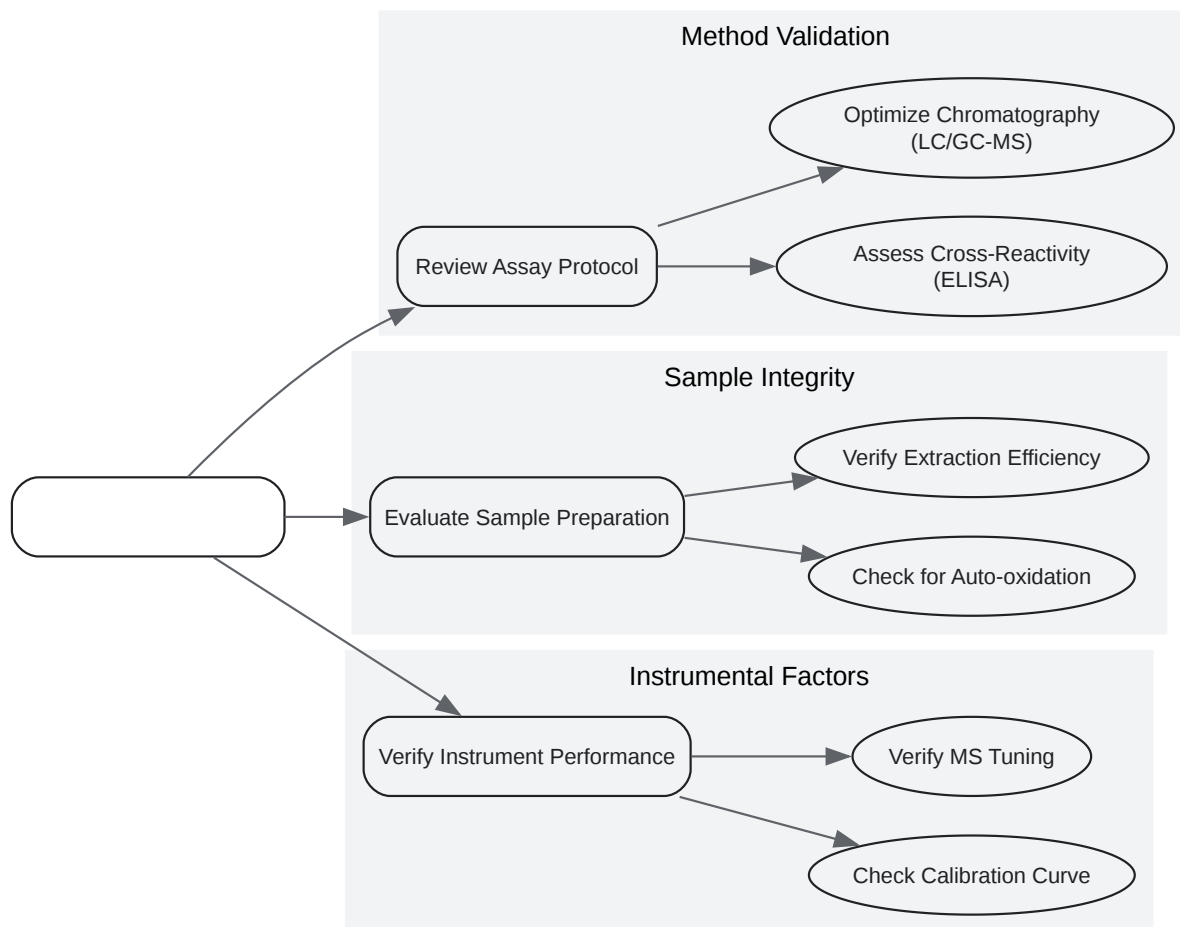 Method Validation
Optimize Chromatography
(LC/GC-MS)
Review Assay Protocol
Assess Cross-Reactivity
(ELISA)
Sample Integrity
Verify Extraction Efficiency
Evaluate Sample Preparation
Check for Auto-oxidation
Instrumental Factors
Verify Instrument Performance
Verify MS Tuning
Check Calibration Curve